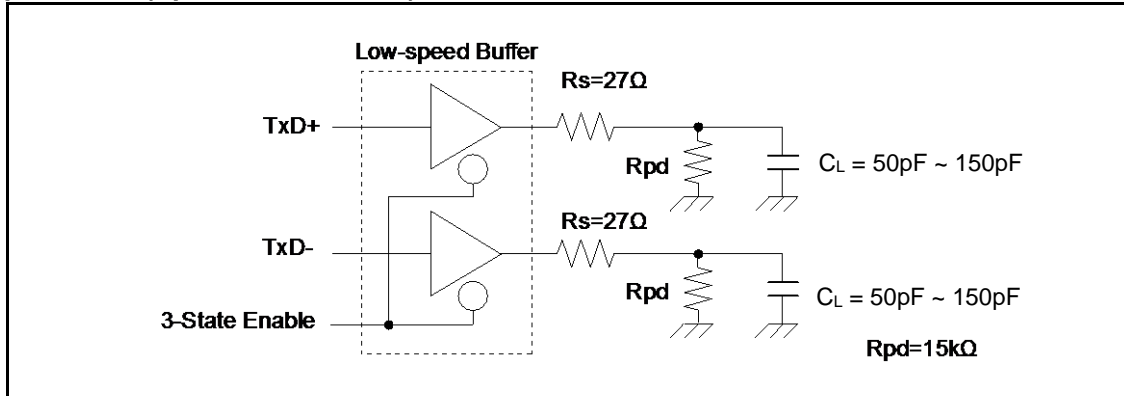 Low-speed Buffer
Rs=27Ω
TxD+
Rpd
CL = 50pF ~ 150pF
Rs=27Ω
TxD-
Rpd
CL = 50pF ~ 150pF
3-State Enable
Rpd=15kΩ